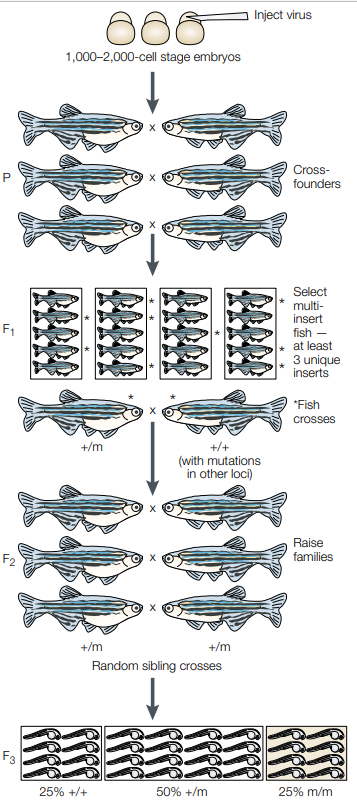 Inject virus
1,000–2,000-cell stage embryos
x
P
x
Cross-
founders
x
F1
*
*
*
*
*
*
*
*
*
Select
multi-
insert
fish —
at least
3 unique
inserts
*
x
*
*Fish
crosses
+/m
+/+
(with mutations
in other loci)
x
F2
x
Raise
families
x
+/m
+/m
Random sibling crosses
F3
25% +/+
50% +/m
25% m/m